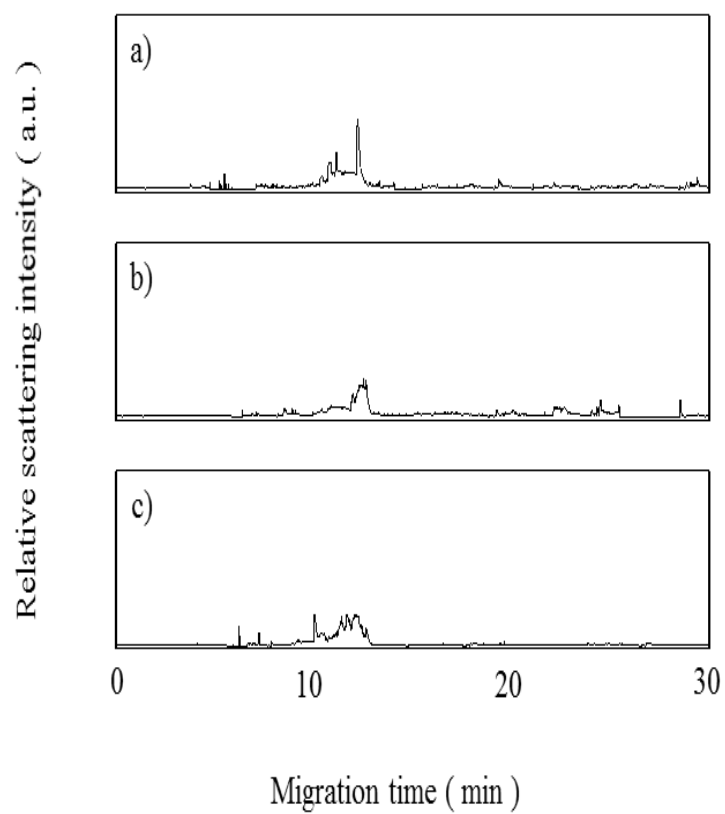 Relative scattering intensity ( a.u. )
a)
b)
c)
0 10 20 30
Migration time ( min )